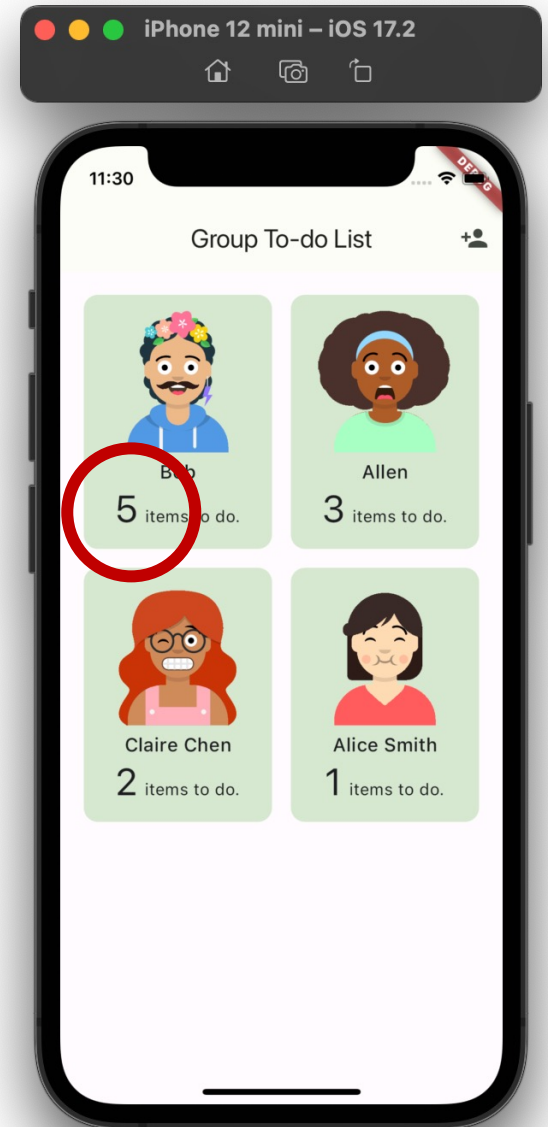 iPhone 12 mini – iOS 17.2
11:30
DEBUG
Group To-do List
Bob
5 items to do.
Allen
3 items to do.
Claire Chen
2 items to do.
Alice Smith
1 items to do.